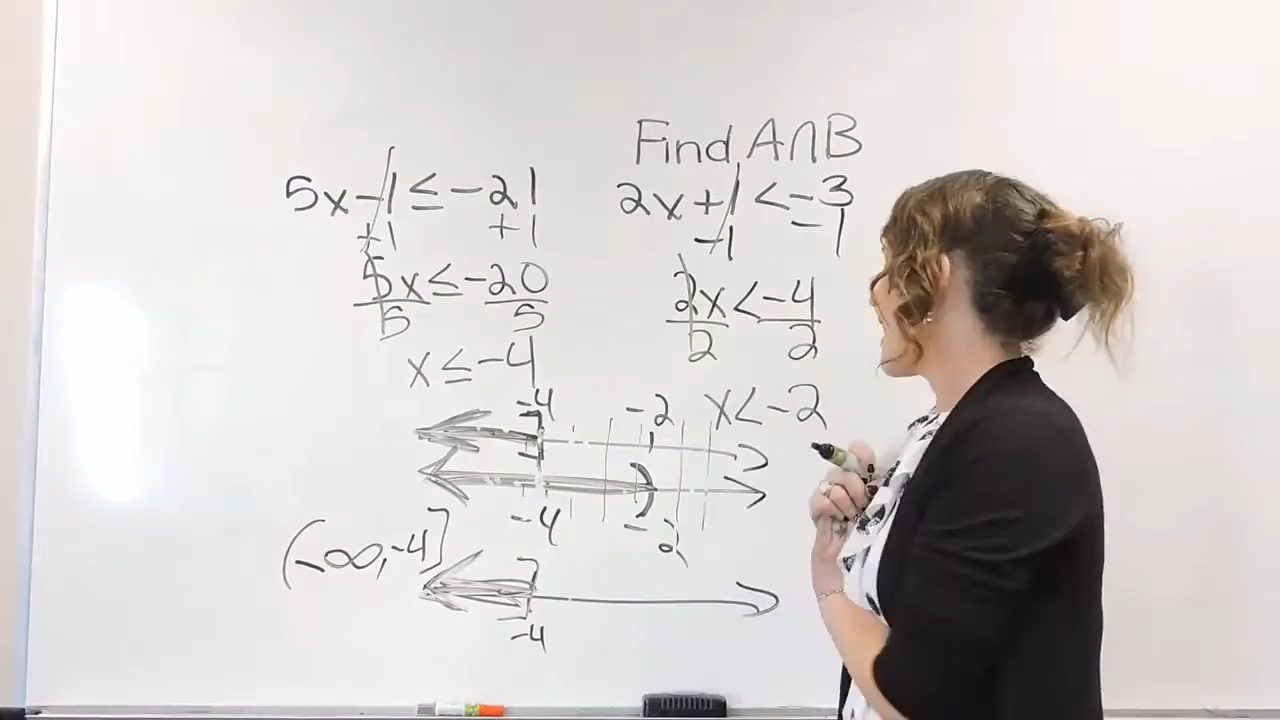 Find A∩B
5x -1 ≤ -21
+1 +1
5x ≤ -20
5 5
x ≤ -4
2x +1 < -3
-1 -1
2x < -4
2 2
x < -2
-4 -2
-4 -2
(-∞, -4]
-4